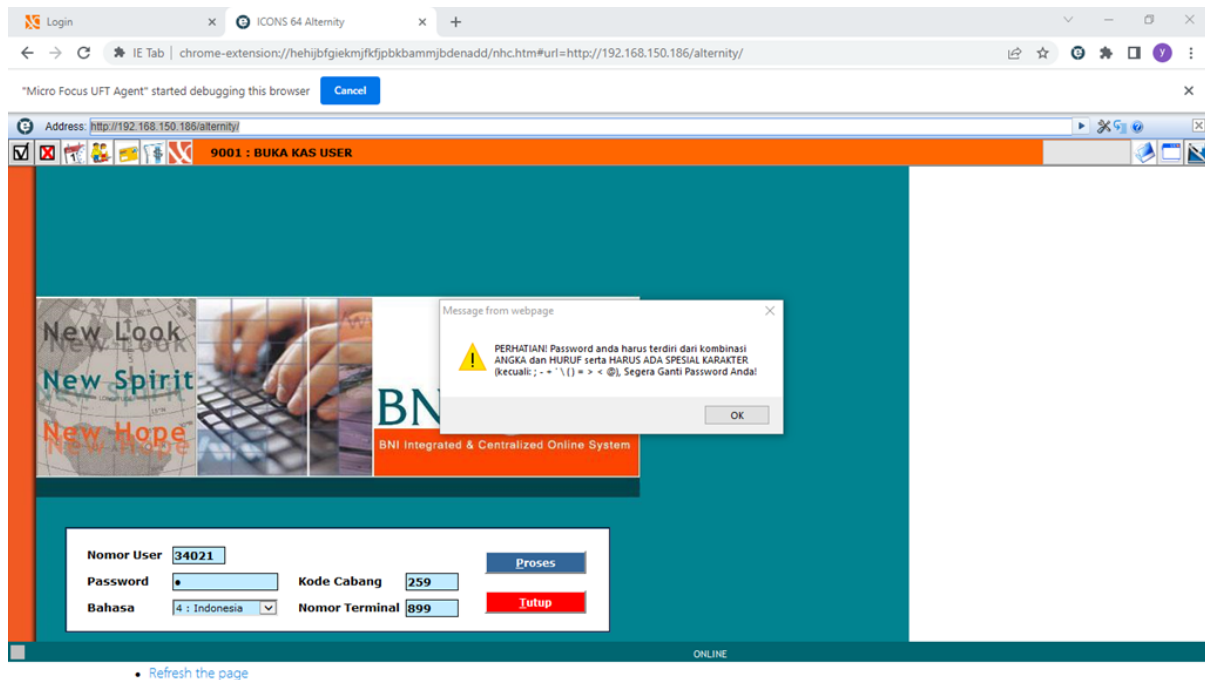 Login
ICONS 64 Alternity
IE Tab | chrome-extension://hehijbfgiekmjfkfjpbkbammjbdenadd/nhc.htm#url=http://192.168.150.186/alternity/
"Micro Focus UFT Agent" started debugging this browser Cancel
Address: http://192.168.150.186/alternity/
9001 : BUKA KAS USER
Message from webpage
PERHATIAN! Password anda harus terdiri dari kombinasi
ANGKA dan HURUF serta HARUS ADA SPESIAL KARAKTER
(kecuali: ; - + ' \ () = > < @), Segera Ganti Password Anda!
OK
New Look
New Spirit
New Hope
BN
BNI Integrated & Centralized Online System
Nomor User 34021
Proses
Password • Kode Cabang 259
Bahasa 4 : Indonesia Nomor Terminal 899
Tutup
ONLINE
• Refresh the page